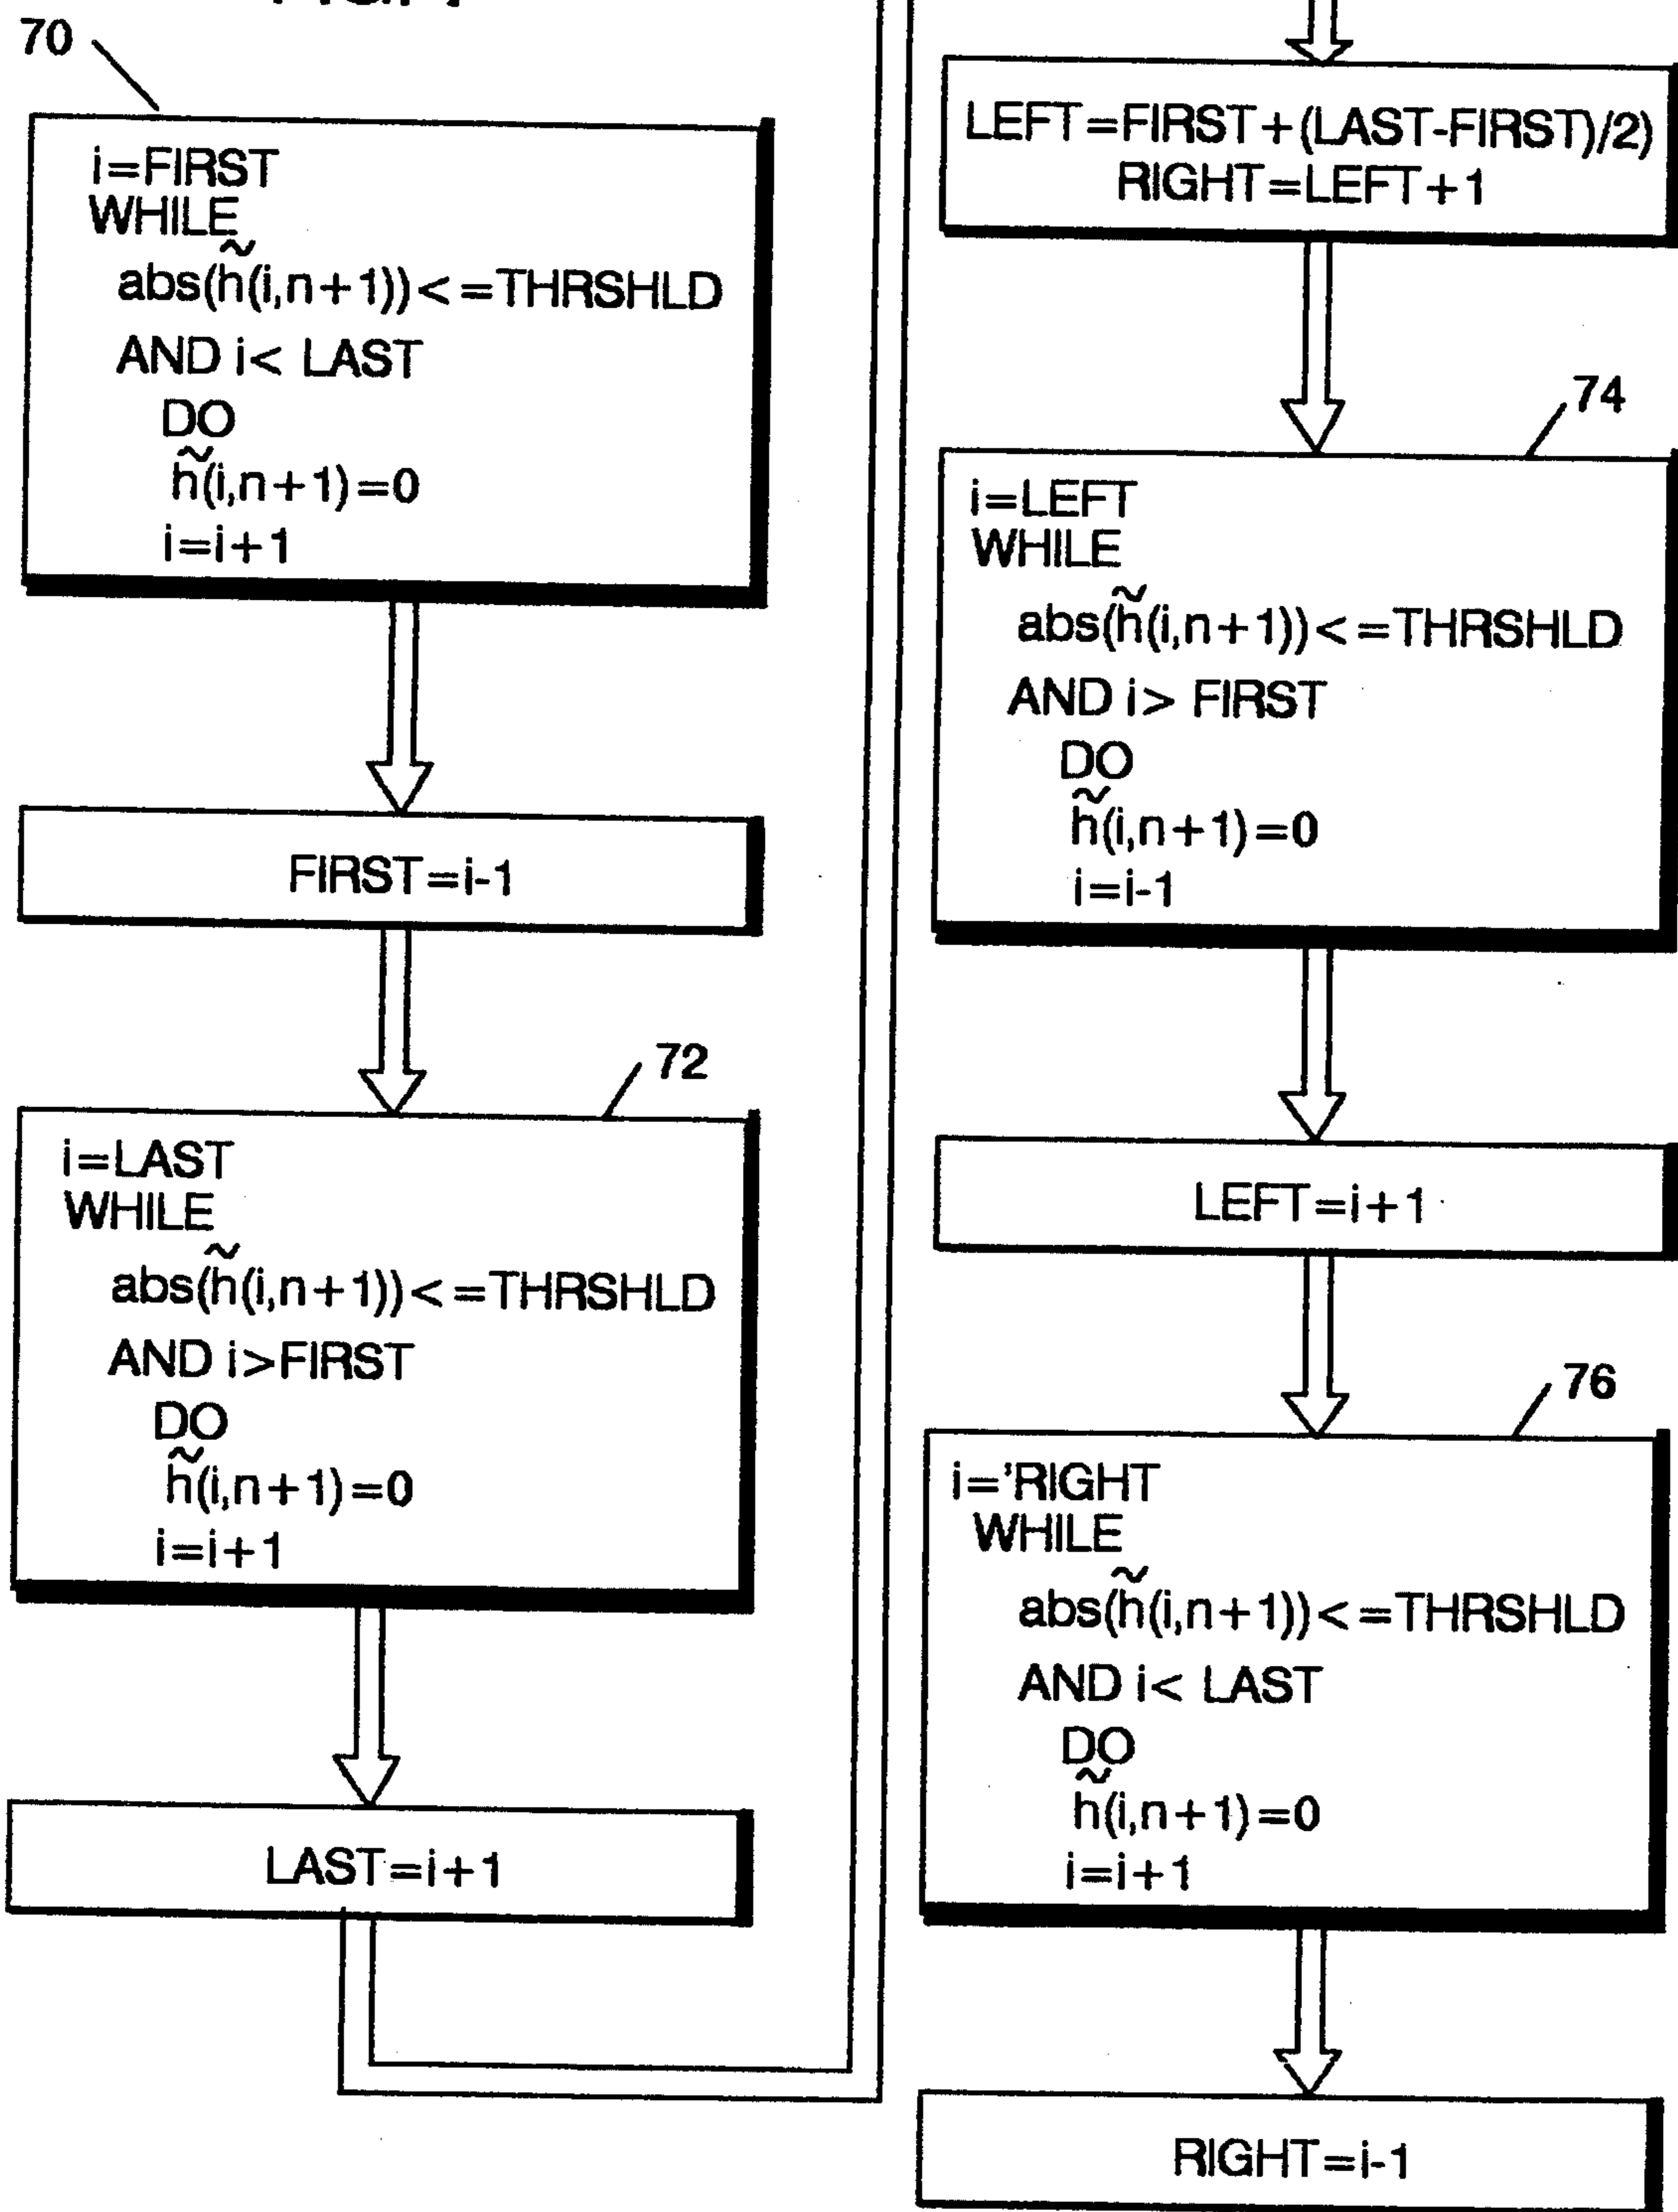 70
i=FIRST
WHILE
abs(h̃(i,n+1))<=THRSHLD
AND i< LAST
DO
h̃(i,n+1)=0
i=i+1
FIRST=i-1
72
i=LAST
WHILE
abs(h̃(i,n+1))<=THRSHLD
AND i>FIRST
DO
h̃(i,n+1)=0
i=i+1
LAST=i+1
LEFT=FIRST+(LAST-FIRST)/2)
RIGHT=LEFT+1
74
i=LEFT
WHILE
abs(h̃(i,n+1))<=THRSHLD
AND i> FIRST
DO
h̃(i,n+1)=0
i=i-1
LEFT=i+1
76
i='RIGHT
WHILE
abs(h̃(i,n+1))<=THRSHLD
AND i< LAST
DO
h̃(i,n+1)=0
i=i+1
RIGHT=i-1